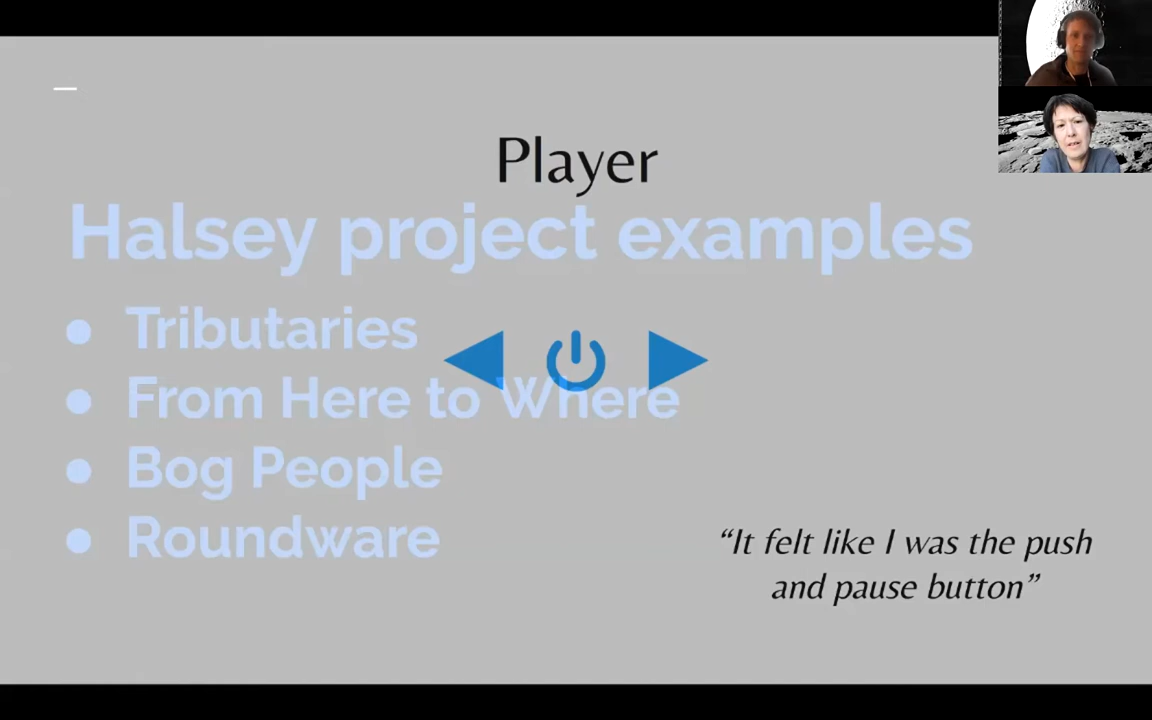 Player
Halsey project examples
● Tributaries
● From Here to Where
● Bog People
● Roundware
“It felt like I was the push
and pause button”